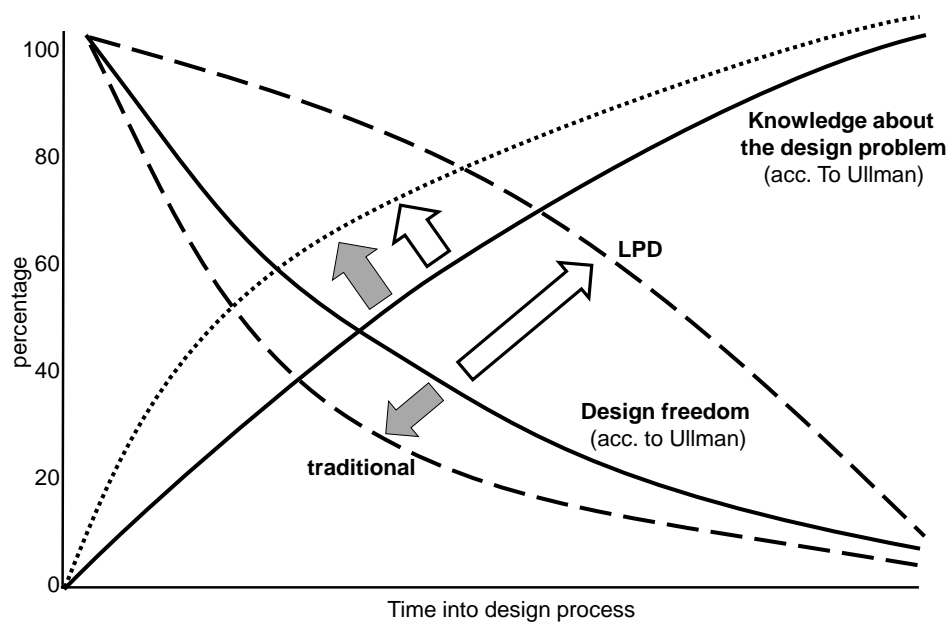 100
80
60
40
20
0
percentage
Knowledge about
the design problem
(acc. To Ullman)
LPD
Design freedom
(acc. to Ullman)
traditional
Time into design process